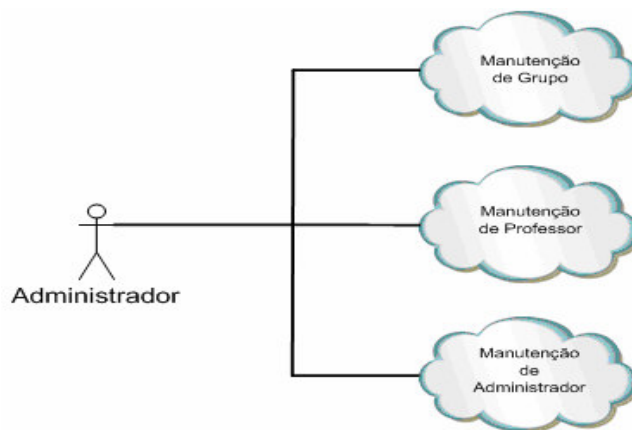 Manutenção
de Grupo
Manutenção
de Professor
Administrador
Manutenção
de
Administrador